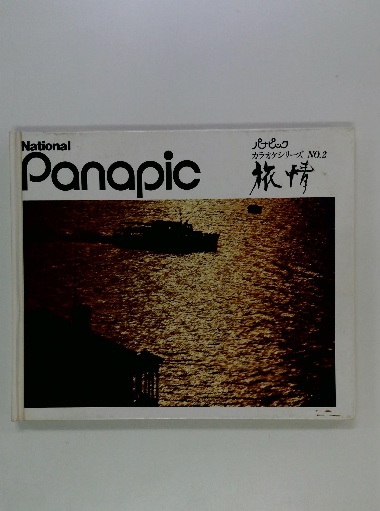 National
Panapic
パナピック
カラオケシリーズ NO.2
旅情